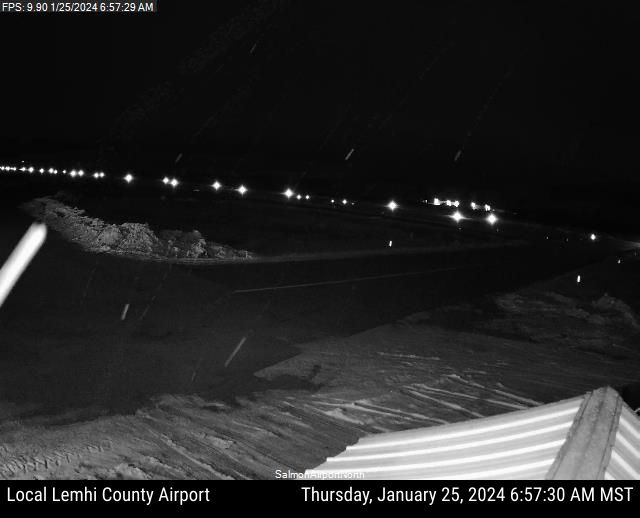 FPS: 9.90 1/25/2024 6:57:29 AM
SalmonAirport.North
Local Lemhi County Airport Thursday, January 25, 2024 6:57:30 AM MST